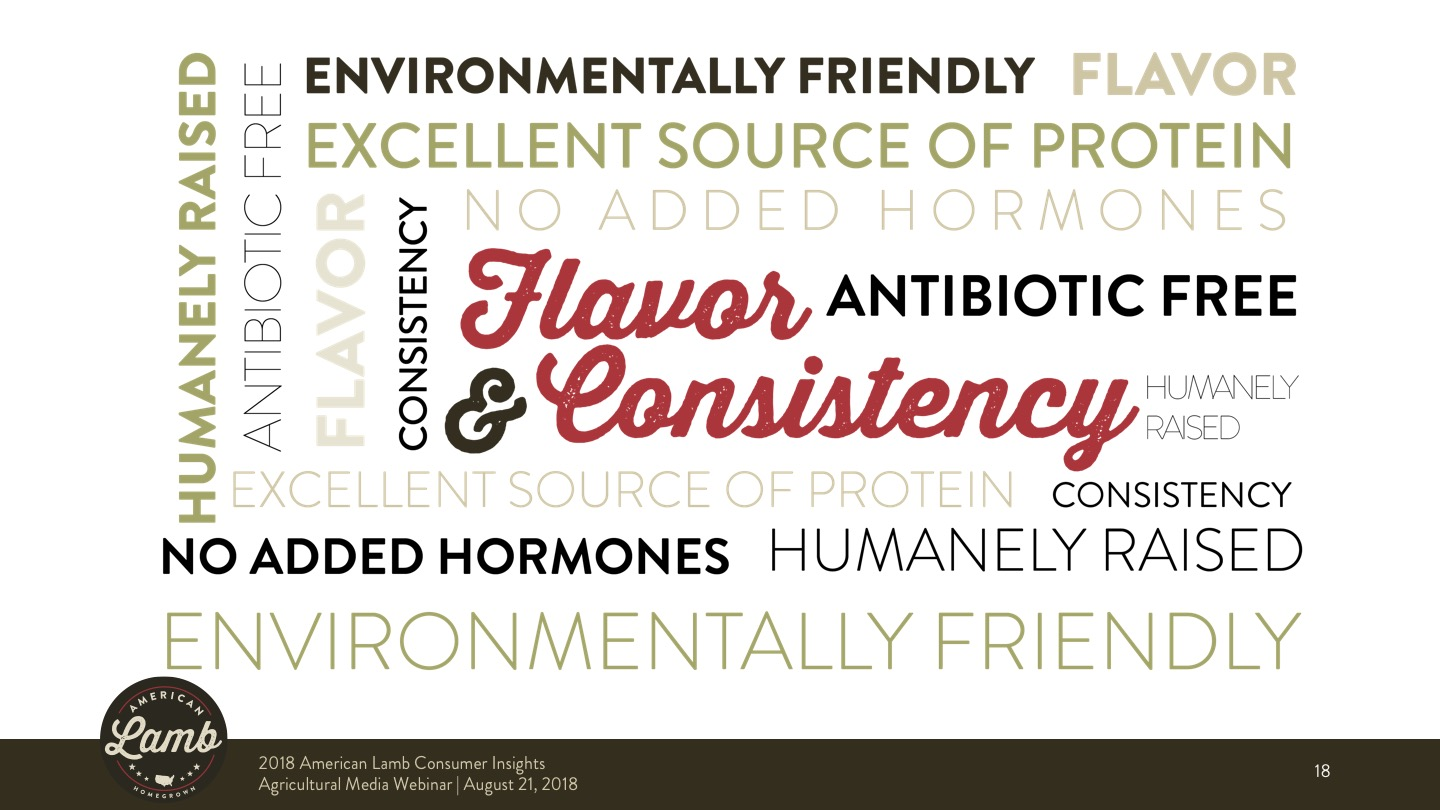 HUMANELY RAISED
ANTIBIOTIC FREE
ENVIRONMENTALLY FRIENDLY
FLAVOR
EXCELLENT SOURCE OF PROTEIN
FLAVOR
CONSISTENCY
NO ADDED HORMONES
Flavor
ANTIBIOTIC FREE
& Consistency
HUMANELY
RAISED
EXCELLENT SOURCE OF PROTEIN
CONSISTENCY
NO ADDED HORMONES
HUMANELY RAISED
ENVIRONMENTALLY FRIENDLY
AMERICAN
Lamb
HOMEGROWN
2018 American Lamb Consumer Insights
Agricultural Media Webinar | August 21, 2018
18